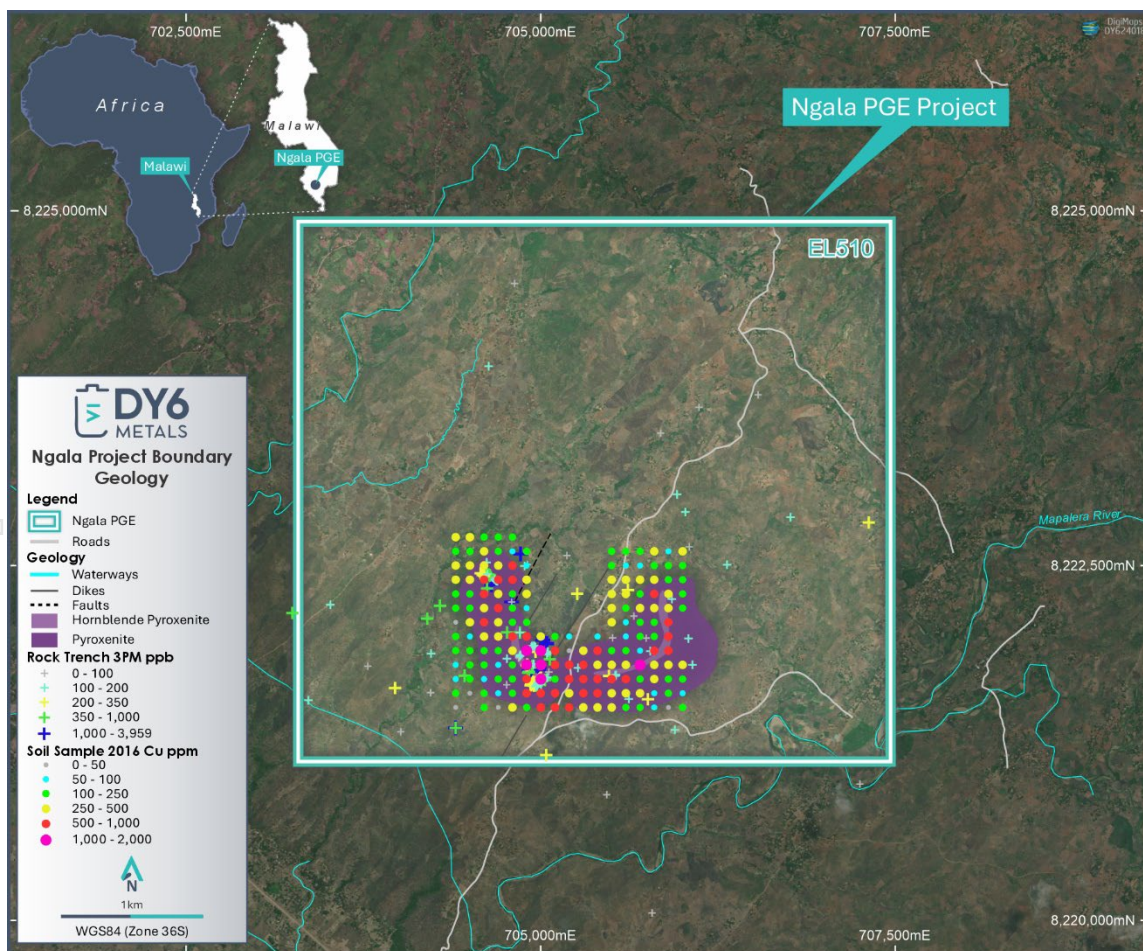 702,500mE
705,000mE
707,500mE
DigiMaps
Africa
Malawi
Malawi
Ngala PGE
Ngala PGE Project
8,225,000mN
8,225,000mN
EL510
DY6
METALS
Ngala Project Boundary
Geology
Legend
Ngala PGE
Roads
Geology
Waterways
Dikes
Faults
Hornblende Pyroxenite
Pyroxenite
Rock Trench 3PM ppb
0 - 100
100 - 200
200 - 350
350 - 1,000
1,000 - 3,959
Soil Sample 2016 Cu ppm
0 - 50
50 - 100
100 - 250
250 - 500
500 - 1,000
1,000 - 2,000
N
1km
WGS84 (Zone 36S)
Mapalera River
8,222,500mN
8,220,000mN
705,000mE
707,500mE